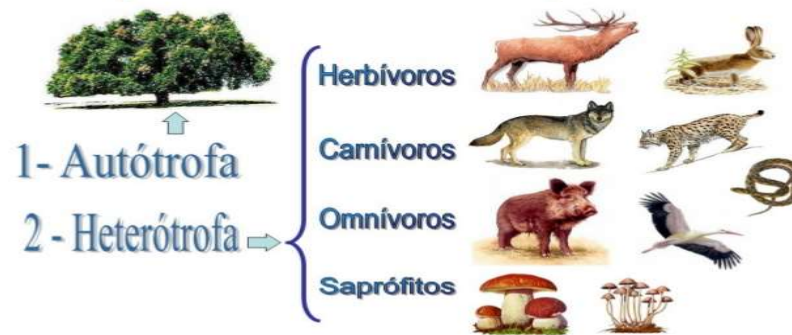 Herbívoros
1- Autótrofa
Carnívoros
2 - Heterótrofa
Omnívoros
Saprófitos